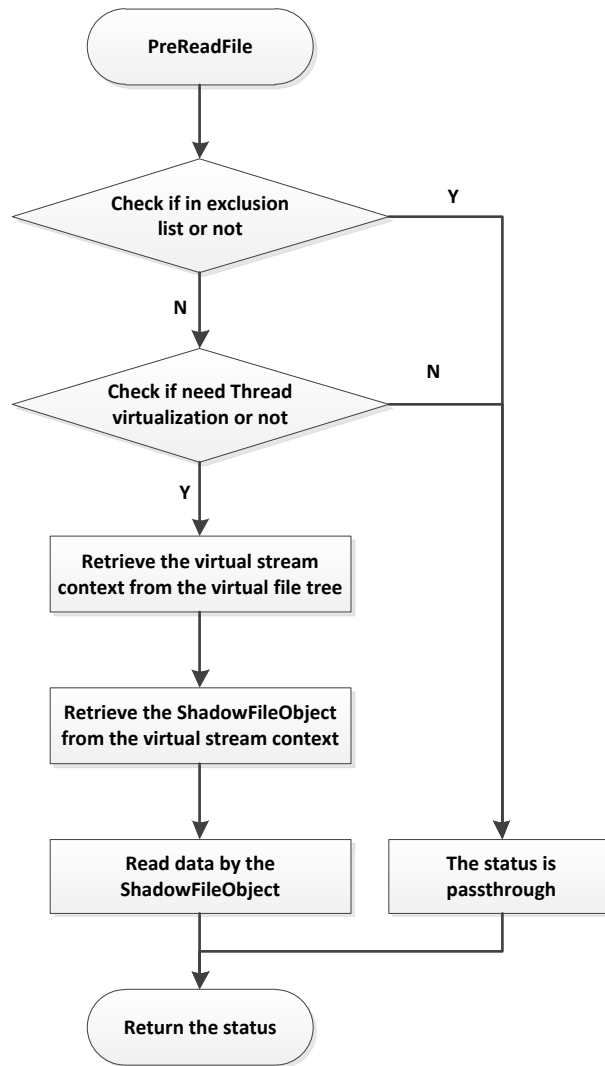 PreReadFile
Check if in exclusion
list or not
Y
N
Check if need Thread
virtualization or not
N
Y
Retrieve the virtual stream
context from the virtual file tree
Retrieve the ShadowFileObject
from the virtual stream context
Read data by the
ShadowFileObject
The status is
passthrough
Return the status